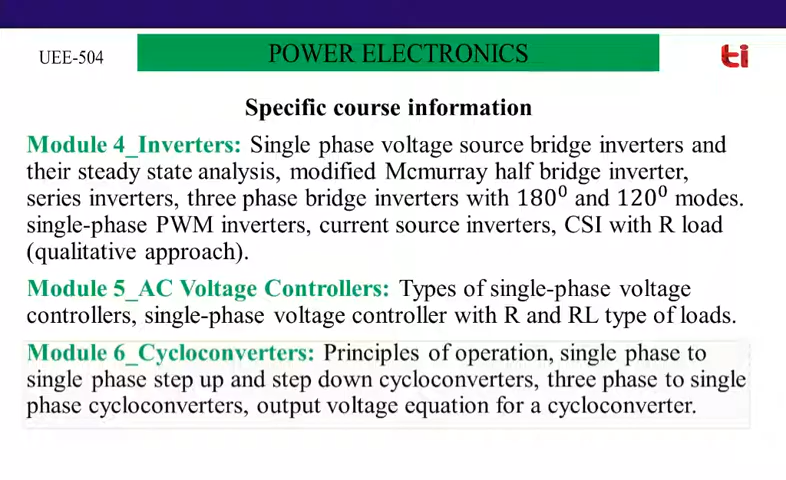 UEE-504
POWER ELECTRONICS
ti
Specific course information
Module 4_Inverters: Single phase voltage source bridge inverters and
their steady state analysis, modified Mcmurray half bridge inverter,
series inverters, three phase bridge inverters with 180⁰ and 120⁰ modes.
single-phase PWM inverters, current source inverters, CSI with R load
(qualitative approach).
Module 5_AC Voltage Controllers: Types of single-phase voltage
controllers, single-phase voltage controller with R and RL type of loads.
Module 6_Cycloconverters: Principles of operation, single phase to
single phase step up and step down cycloconverters, three phase to single
phase cycloconverters, output voltage equation for a cycloconverter.